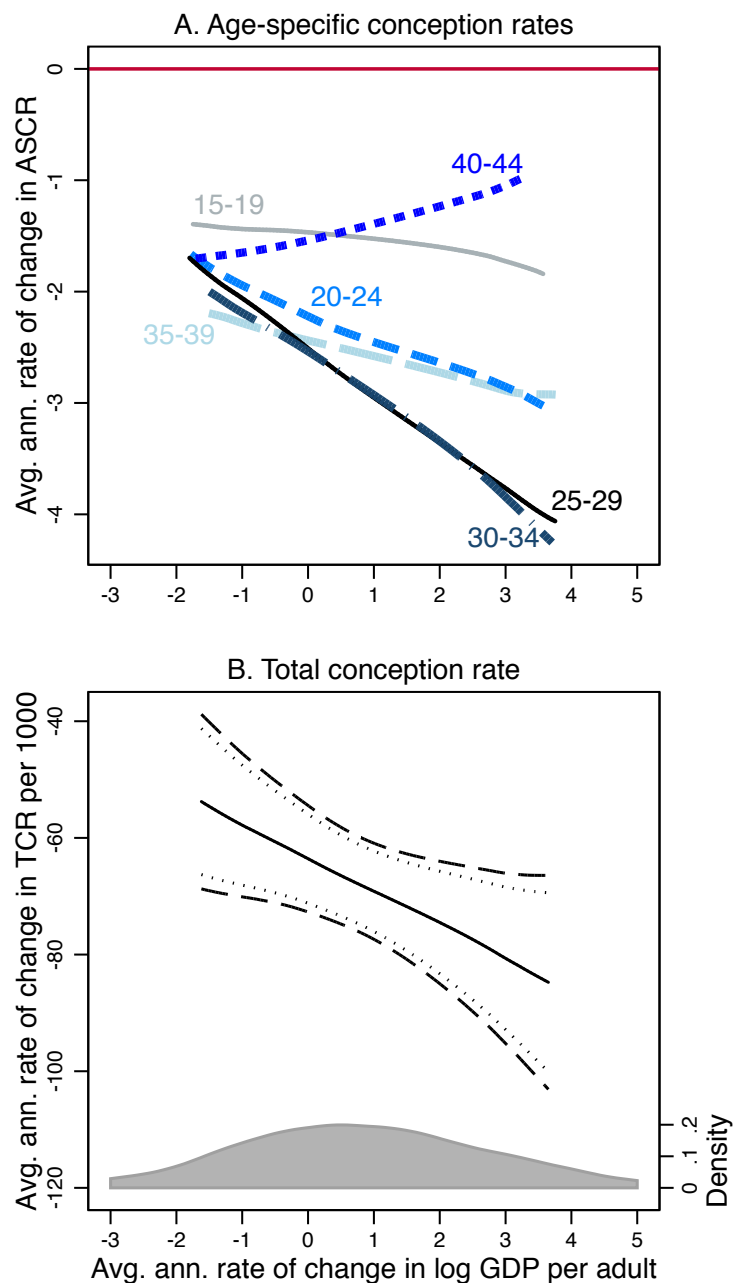 A. Age-specific conception rates
Avg. ann. rate of change in ASCR
0
-1
-2
-3
-4
40-44
15-19
20-24
35-39
25-29
30-34
-3 -2 -1 0 1 2 3 4 5
B. Total conception rate
Avg. ann. rate of change in TCR per 1000
-40
-60
-80
-100
-120
0 .1 .2
Density
-3 -2 -1 0 1 2 3 4 5
Avg. ann. rate of change in log GDP per adult